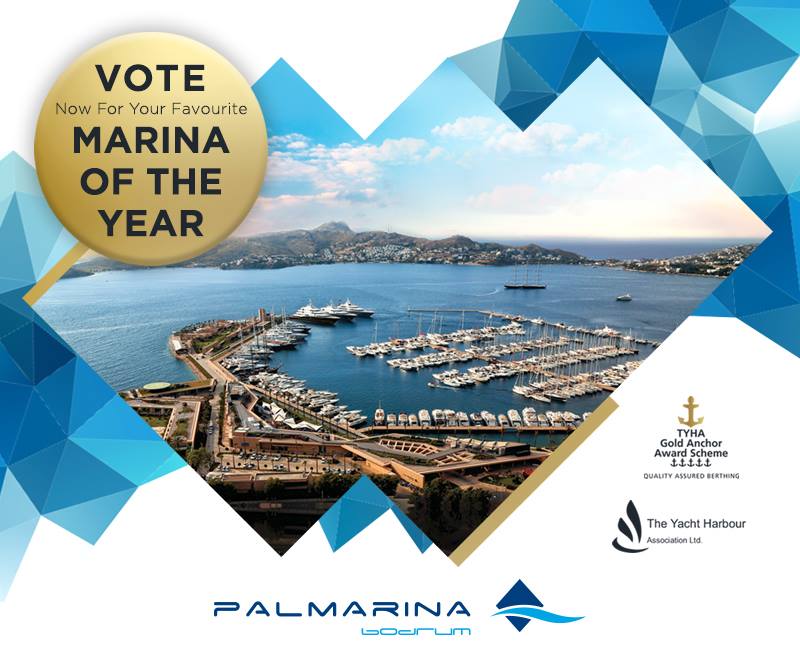 VOTE
Now For Your Favourite
MARINA
OF THE
YEAR
TYHA
Gold Anchor
Award Scheme
QUALITY ASSURED BERTHING
The Yacht Harbour
Association Ltd.
PALMARINA
bodrum